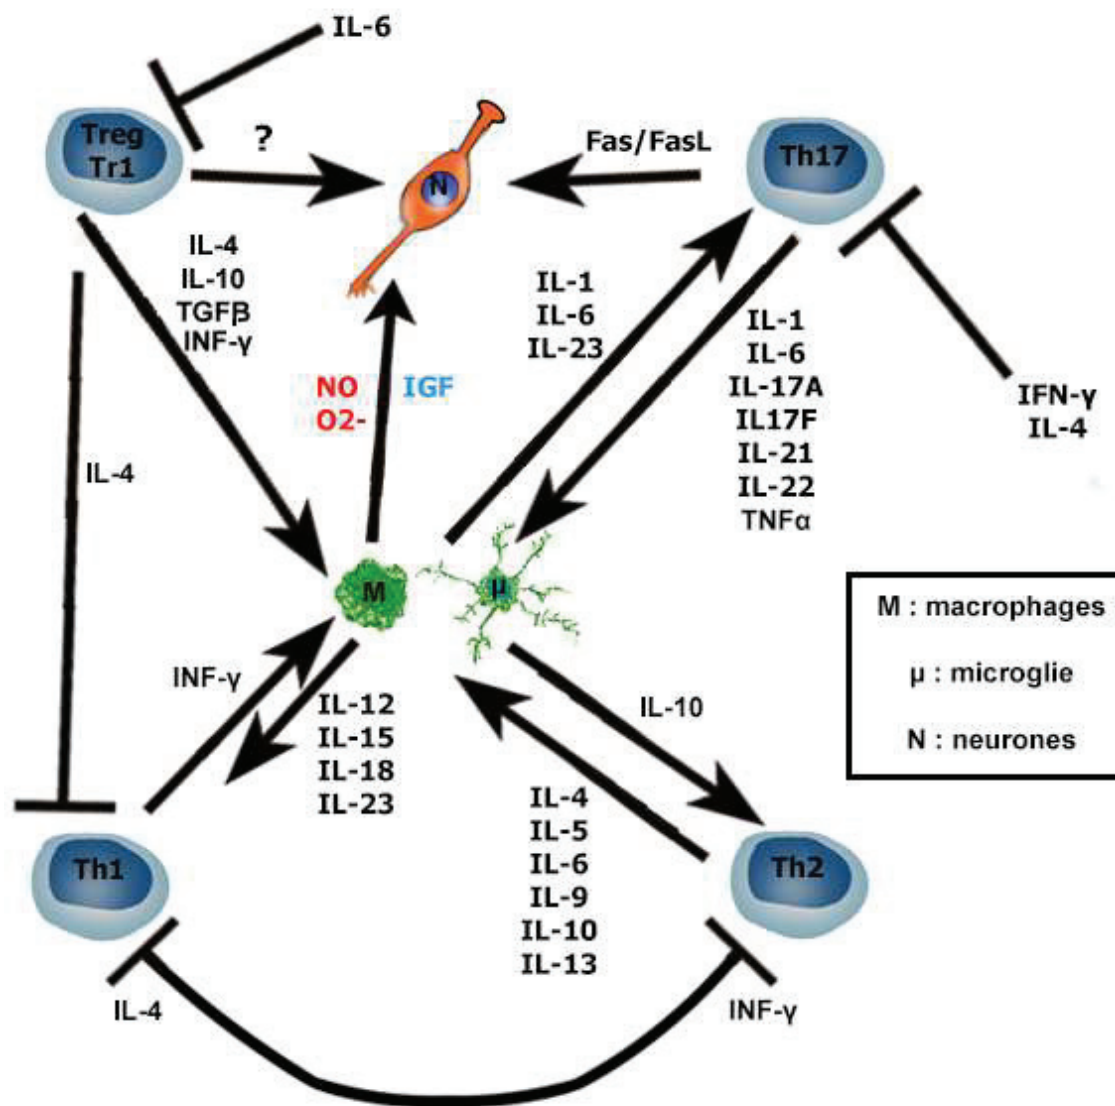 IL-6
Treg
Tr1
?
N
Fas/FasL
Th17
IL-4
IL-10
TGFβ
INF-γ
IL-1
IL-6
IL-23
IL-1
IL-6
IL-17A
IL17F
IL-21
IL-22
TNFα
IFN-γ
IL-4
NO
O2-
IGF
IL-4
M
μ
M : macrophages
μ : microglie
N : neurones
INF-γ
IL-12
IL-15
IL-18
IL-23
IL-10
IL-4
IL-5
IL-6
IL-9
IL-10
IL-13
Th1
Th2
IL-4
INF-γ